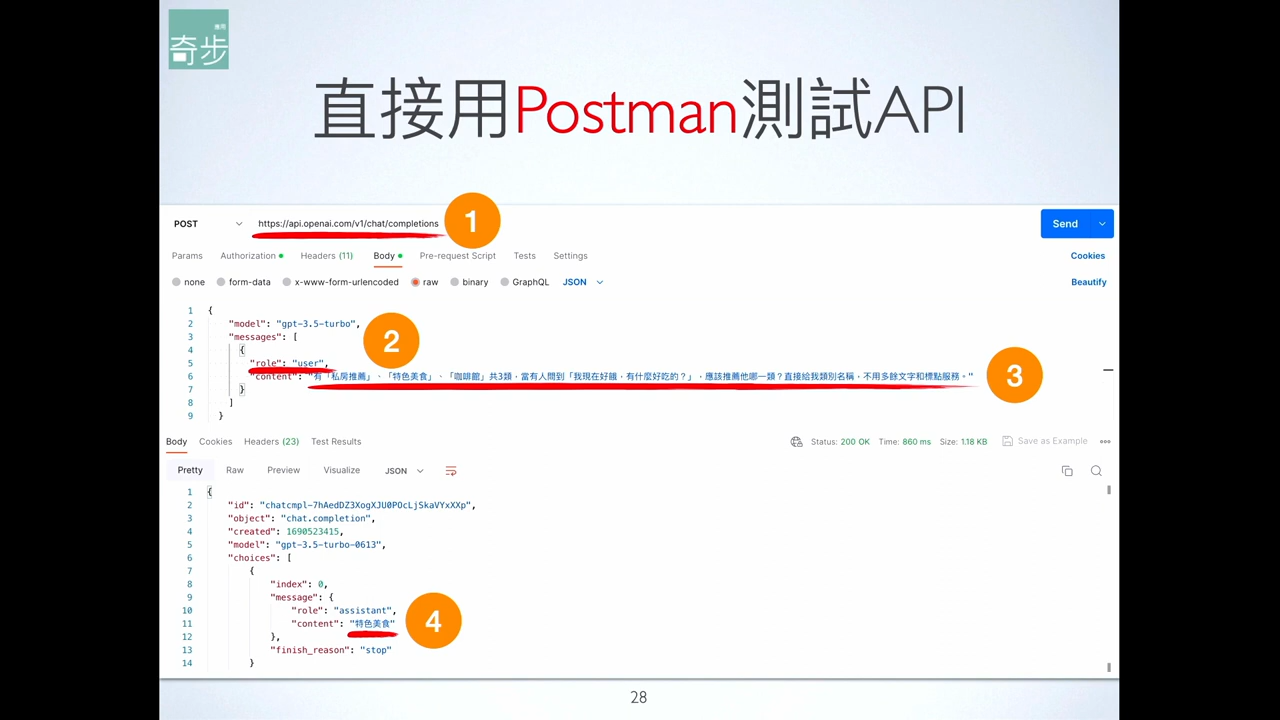 應用
奇步
直接用Postman測試API
POST https://api.openai.com/v1/chat/completions 1 Send
Params Authorization Headers (11) Body Pre-request Script Tests Settings Cookies
none form-data x-www-form-urlencoded raw binary GraphQL JSON Beautify
1 {
2 "model": "gpt-3.5-turbo",
2
3 "messages": [
4 {
5 "role": "user",
6 "content": "有「私房推薦」、「特色美食」、「咖啡館」共3類，當有人問到「我現在好餓，有什麼好吃的？」，應該推薦他哪一類？直接給我類別名稱，不用多餘文字和標點服務。"
3
7 }
8 ]
9 }
Body Cookies Headers (23) Test Results Status: 200 OK Time: 860 ms Size: 1.18 KB Save as Example
Pretty Raw Preview Visualize JSON
1 {
2 "id": "chatcmpl-7hAedDZ3XogXJU0POcLjSkaVYxXXp",
3 "object": "chat.completion",
4 "created": 1690523415,
5 "model": "gpt-3.5-turbo-0613",
6 "choices": [
7 {
8 "index": 0,
9 "message": {
10 "role": "assistant",
11 "content": "特色美食"
4
12 },
13 "finish_reason": "stop"
14 }
28